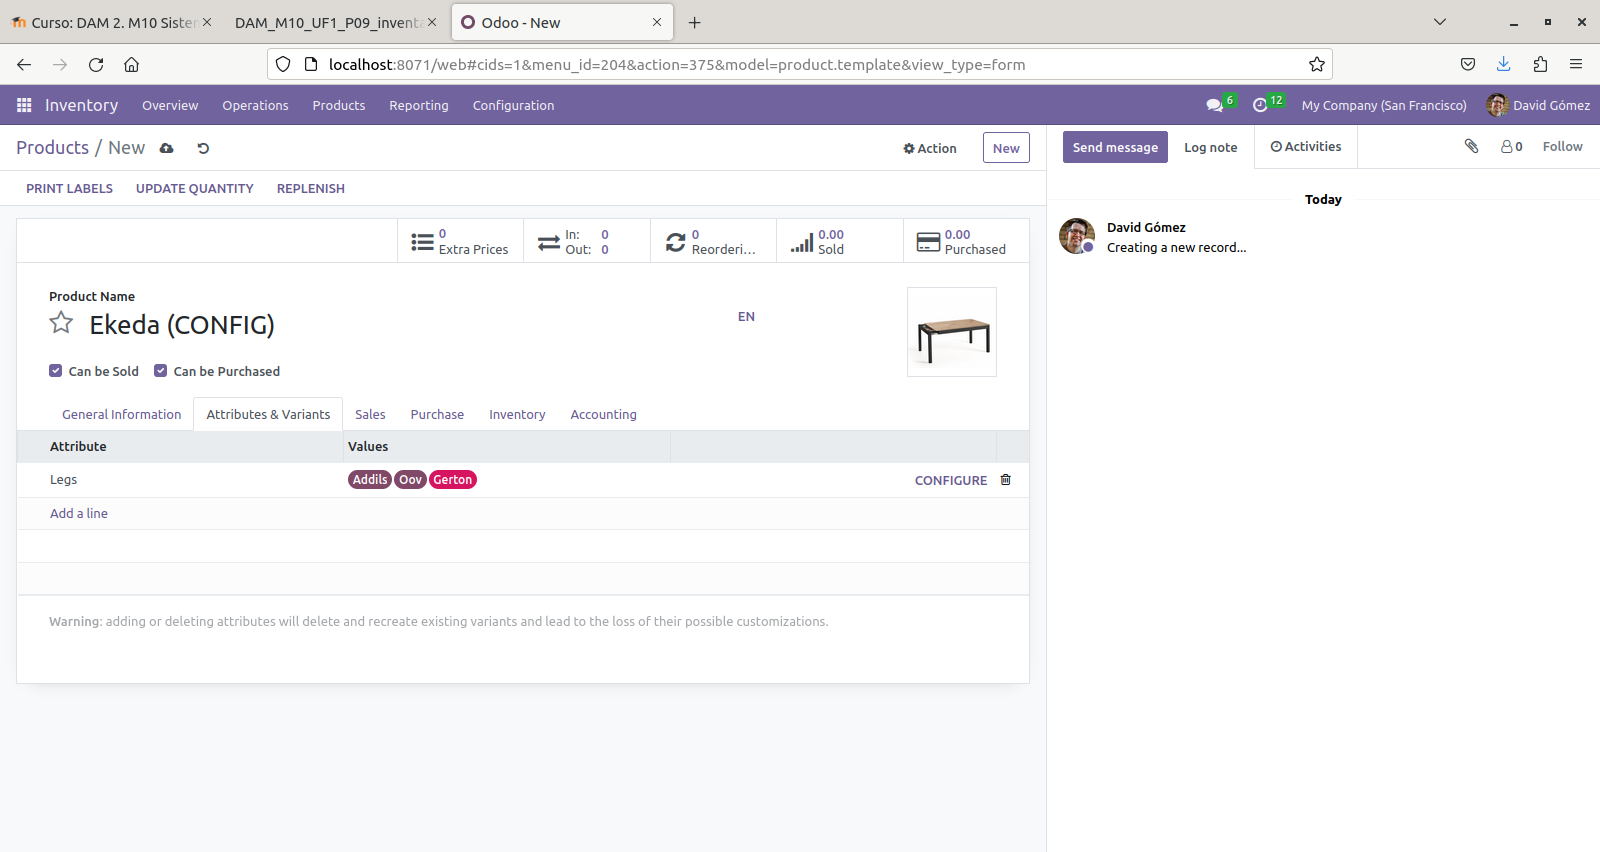 Curso: DAM 2. M10 Sister
DAM_M10_UF1_P09_inventa
Odoo - New
localhost:8071/web#cids=1&menu_id=204&action=375&model=product.template&view_type=form
Inventory Overview Operations Products Reporting Configuration 6 12 My Company (San Francisco) David Gómez
Products / New Action New
PRINT LABELS UPDATE QUANTITY REPLENISH
0
Extra Prices
In: 0
Out: 0
0
Reorderi...
0.00
Sold
0.00
Purchased
Product Name
Ekeda (CONFIG)
EN
Can be Sold Can be Purchased
General Information Attributes & Variants Sales Purchase Inventory Accounting
Attribute Values
Legs Addils Oov Gerton CONFIGURE
Add a line
Warning: adding or deleting attributes will delete and recreate existing variants and lead to the loss of their possible customizations.
Send message Log note Activities 0 Follow
Today
David Gómez
Creating a new record...